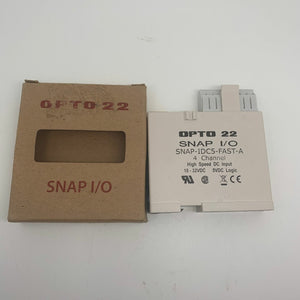 OPTO 22
SNAP I/O
OPTO 22
SNAP I/O
SNAP-IDC5-FAST-A
4 Channel
High Speed DC Input
10-32VDC 5VDC Logic